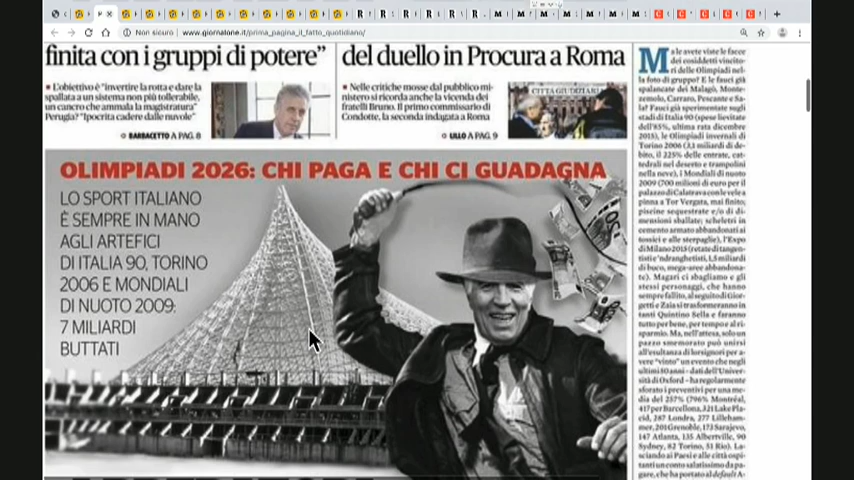 Non sicuro | www.giornalone.it/prima_pagina_il_fatto_quotidiano/
finita con i gruppi di potere”
del duello in Procura a Roma
L’obiettivo è “invertire la rotta e dare la
spallata a un sistema non più tollerabile,
un cancro che ammala la magistratura”
Perugia? “Ipocrita cadere dalle nuvole”
BARBACETTO A PAG. 8
Nelle critiche mosse dal pubblico mi-
nistero si ricorda anche la vicenda dei
fratelli Bruno. Il primo commissario di
Condotte, la seconda indagata a Roma
LILLO A PAG. 9
CITTÀ GIUDIZIARIA
OLIMPIADI 2026: CHI PAGA E CHI CI GUADAGNA
LO SPORT ITALIANO
È SEMPRE IN MANO
AGLI ARTEFICI
DI ITALIA 90, TORINO
2006 E MONDIALI
DI NUOTO 2009:
7 MILIARDI
BUTTATI
Ma le avete viste le facce
dei cosiddetti vincito-
ri delle Olimpiadi nel-
la foto di gruppo? E le fauci già
spalancate dei Malagò, Monte-
zemolo, Carraro, Pescante e Sa-
la? Fauci già sperimentate sugli
stadi di Italia 90 (spese lievitate
dell’85%, ultima rata dicembre
2015), le Olimpiadi invernali di
Torino 2006 (3,3 miliardi di de-
bito, il 225% delle entrate, cat-
tedrali nel deserto e trampolini
nella neve), i Mondiali di nuoto
2009 (700 milioni di euro per il
palazzo di Calatrava con le vele a
pinna a Tor Vergata, mai finito;
piscine sequestrate e/o di di-
mensioni sballate; scheletri in
cemento armato abbandonati ai
tossici e alle sterpaglie), l’Expo
di Milano 2015 (retate di tangen-
tisti e ’ndranghetisti, 1,5 miliardi
di buco, mega-aree abbandona-
te). Magari ci sbagliamo e gli
stessi personaggi, che hanno
sempre fallito, al seguito di Gior-
getti e Zaia si trasformeranno in
tanti Quintino Sella e faranno
tutto per bene, per tempo e al ri-
sparmio. Ma, nell’attesa, solo un
pazzo smemorato può unirsi
all’esultanza di lorsignori per a-
vere “vinto” un evento che negli
ultimi 50 anni – dati dell’Univer-
sità di Oxford – ha regolarmente
sforato i preventivi per una me-
dia del 257% (796% Montréal,
417 per Barcellona, 321 Lake Pla-
cid, 287 Londra, 277 Lilleham-
mer, 201 Grenoble, 173 Sarajevo,
147 Atlanta, 135 Albertville, 90
Sydney, 82 Torino, 51 Rio). La-
sciando ai Paesi e alle città ospi-
tanti un conto salatissimo da pa-
gare, che ha portato al default A-